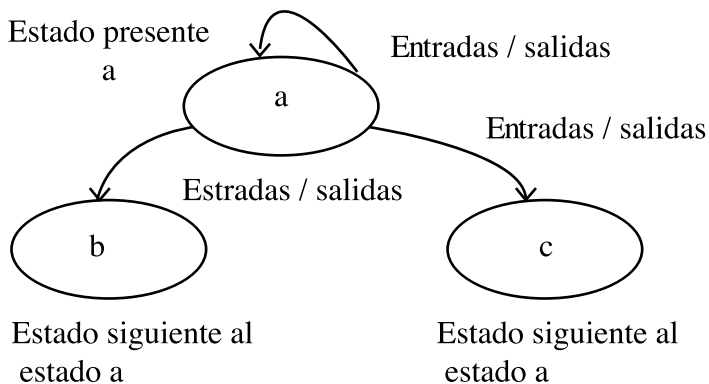 Estado presente
a
Entradas / salidas
a
Entradas / salidas
Estradas / salidas
b
c
Estado siguiente al
estado a
Estado siguiente al
estado a